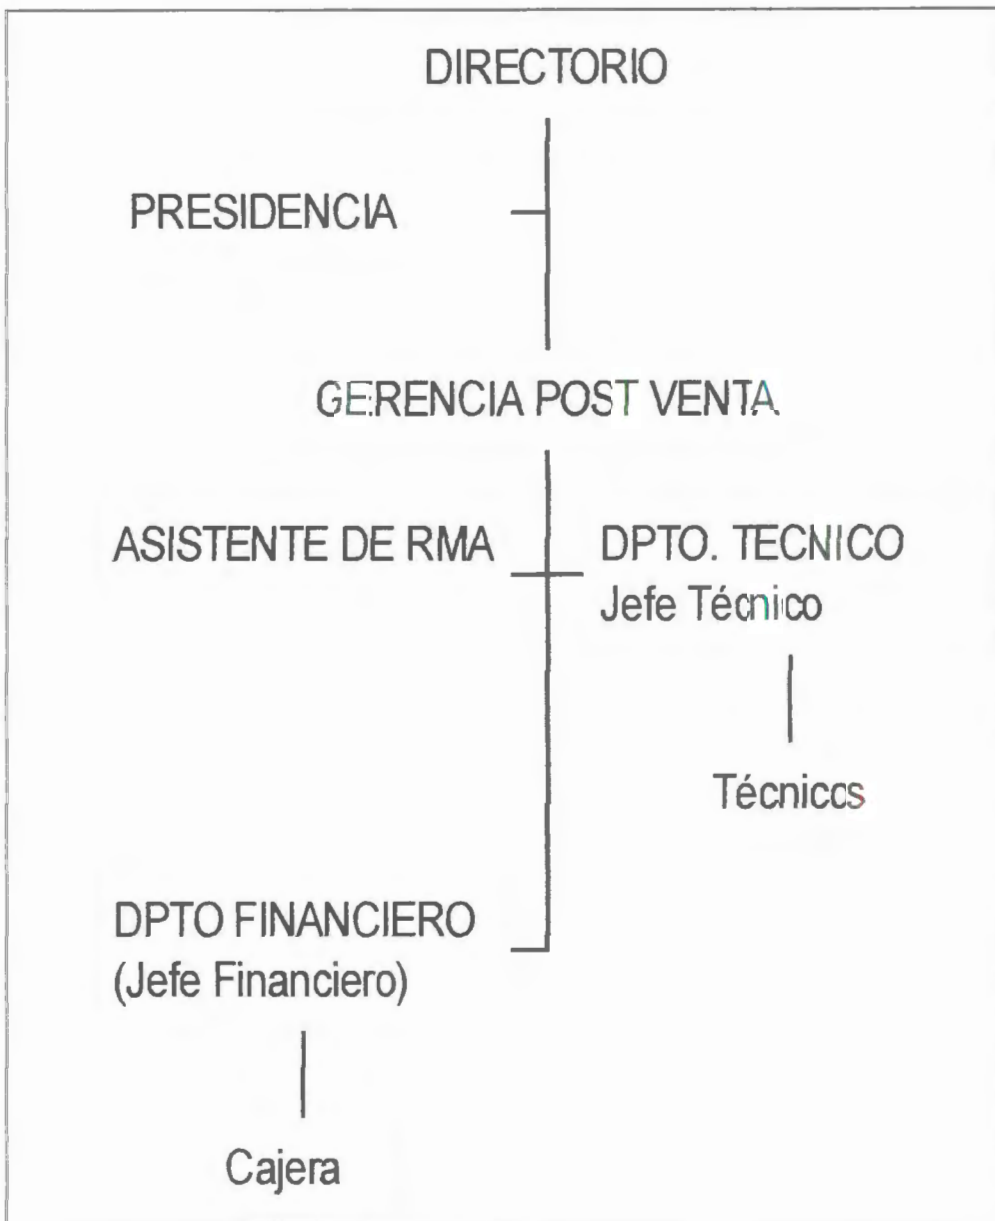 DIRECTORIO
PRESIDENCIA
GERENCIA POST VENTA
ASISTENTE DE RMA
DPTO. TECNICO
Jefe Técnico
Técnicos
DPTO FINANCIERO
(Jefe Financiero)
Cajera